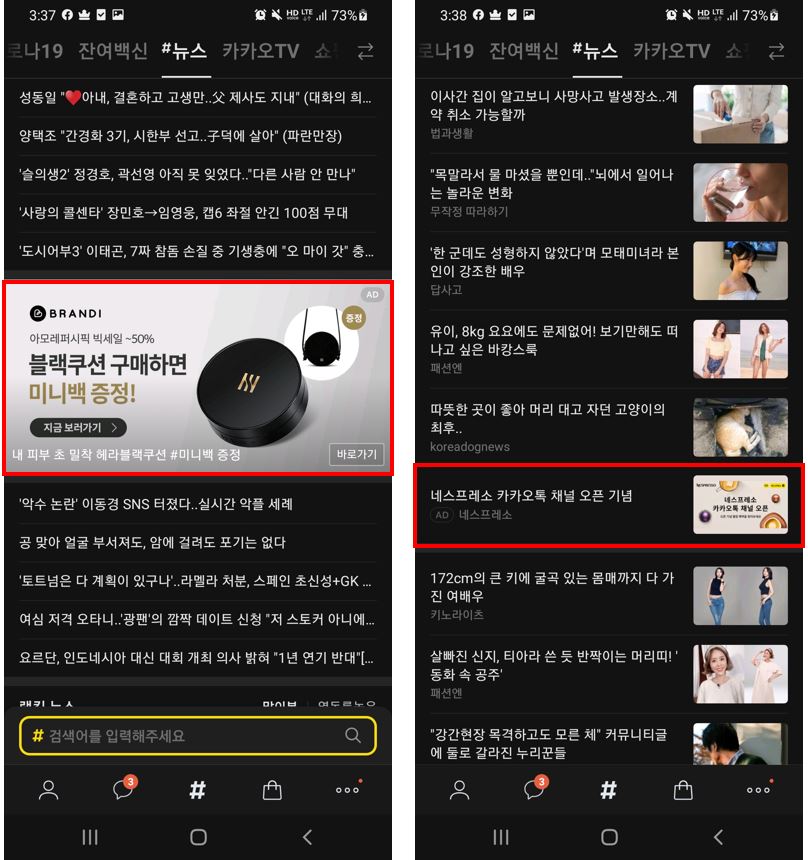 3:37
HD LTE
VOICE
73%
로나19 잔여백신 #뉴스 카카오TV 쇼
성동일 "❤️아내, 결혼하고 고생만..父 제사도 지내" (대화의 희...
양택조 "간경화 3기, 시한부 선고..子덕에 살아" (파란만장)
'슬의생2' 정경호, 곽선영 아직 못 잊었다.."다른 사람 안 만나"
'사랑의 콜센타' 장민호→임영웅, 캡6 좌절 안긴 100점 무대
'도시어부3' 이태곤, 7짜 참돔 손질 중 기생충에 "오 마이 갓" 충...
AD
BRANDI
증정
아모레퍼시픽 빅세일 ~50%
블랙쿠션 구매하면
미니백 증정!
지금 보러가기 >
내 피부 초 밀착 헤라블랙쿠션 #미니백 증정
바로가기
'악수 논란' 이동경 SNS 터졌다..실시간 악플 세례
공 맞아 얼굴 부서져도, 암에 걸려도 포기는 없다
'토트넘은 다 계획이 있구나'..라멜라 처분, 스페인 초신성+GK ...
여심 저격 오타니..'광팬'의 깜짝 데이트 신청 "저 스토커 아니에...
요르단, 인도네시아 대신 대회 개최 의사 밝혀 "1년 연기 반대"[...
랭킹 뉴스
# 검색어를 입력해주세요
3
#
3:38
HD LTE
VOICE
73%
로나19 잔여백신 #뉴스 카카오TV 쇼
이사간 집이 알고보니 사망사고 발생장소..계
약 취소 가능할까
법과생활
"목말라서 물 마셨을 뿐인데.."뇌에서 일어나
는 놀라운 변화
무작정 따라하기
'한 군데도 성형하지 않았다'며 모태미녀라 본
인이 강조한 배우
답사고
유이, 8kg 요요에도 문제없어! 보기만해도 떠
나고 싶은 바캉스룩
패션엔
따뜻한 곳이 좋아 머리 대고 자던 고양이의
최후..
koreadognews
네스프레소 카카오톡 채널 오픈 기념
AD 네스프레소
NESPRESSO
네스프레소
카카오톡 채널 오픈
172cm의 큰 키에 굴곡 있는 몸매까지 다 가
진 여배우
키노라이츠
살빠진 신지, 티아라 쓴 듯 반짝이는 머리띠! '
동화 속 공주'
패션엔
"강간현장 목격하고도 모른 체" 커뮤니티글
에 둘로 갈라진 누리꾼들
3
#